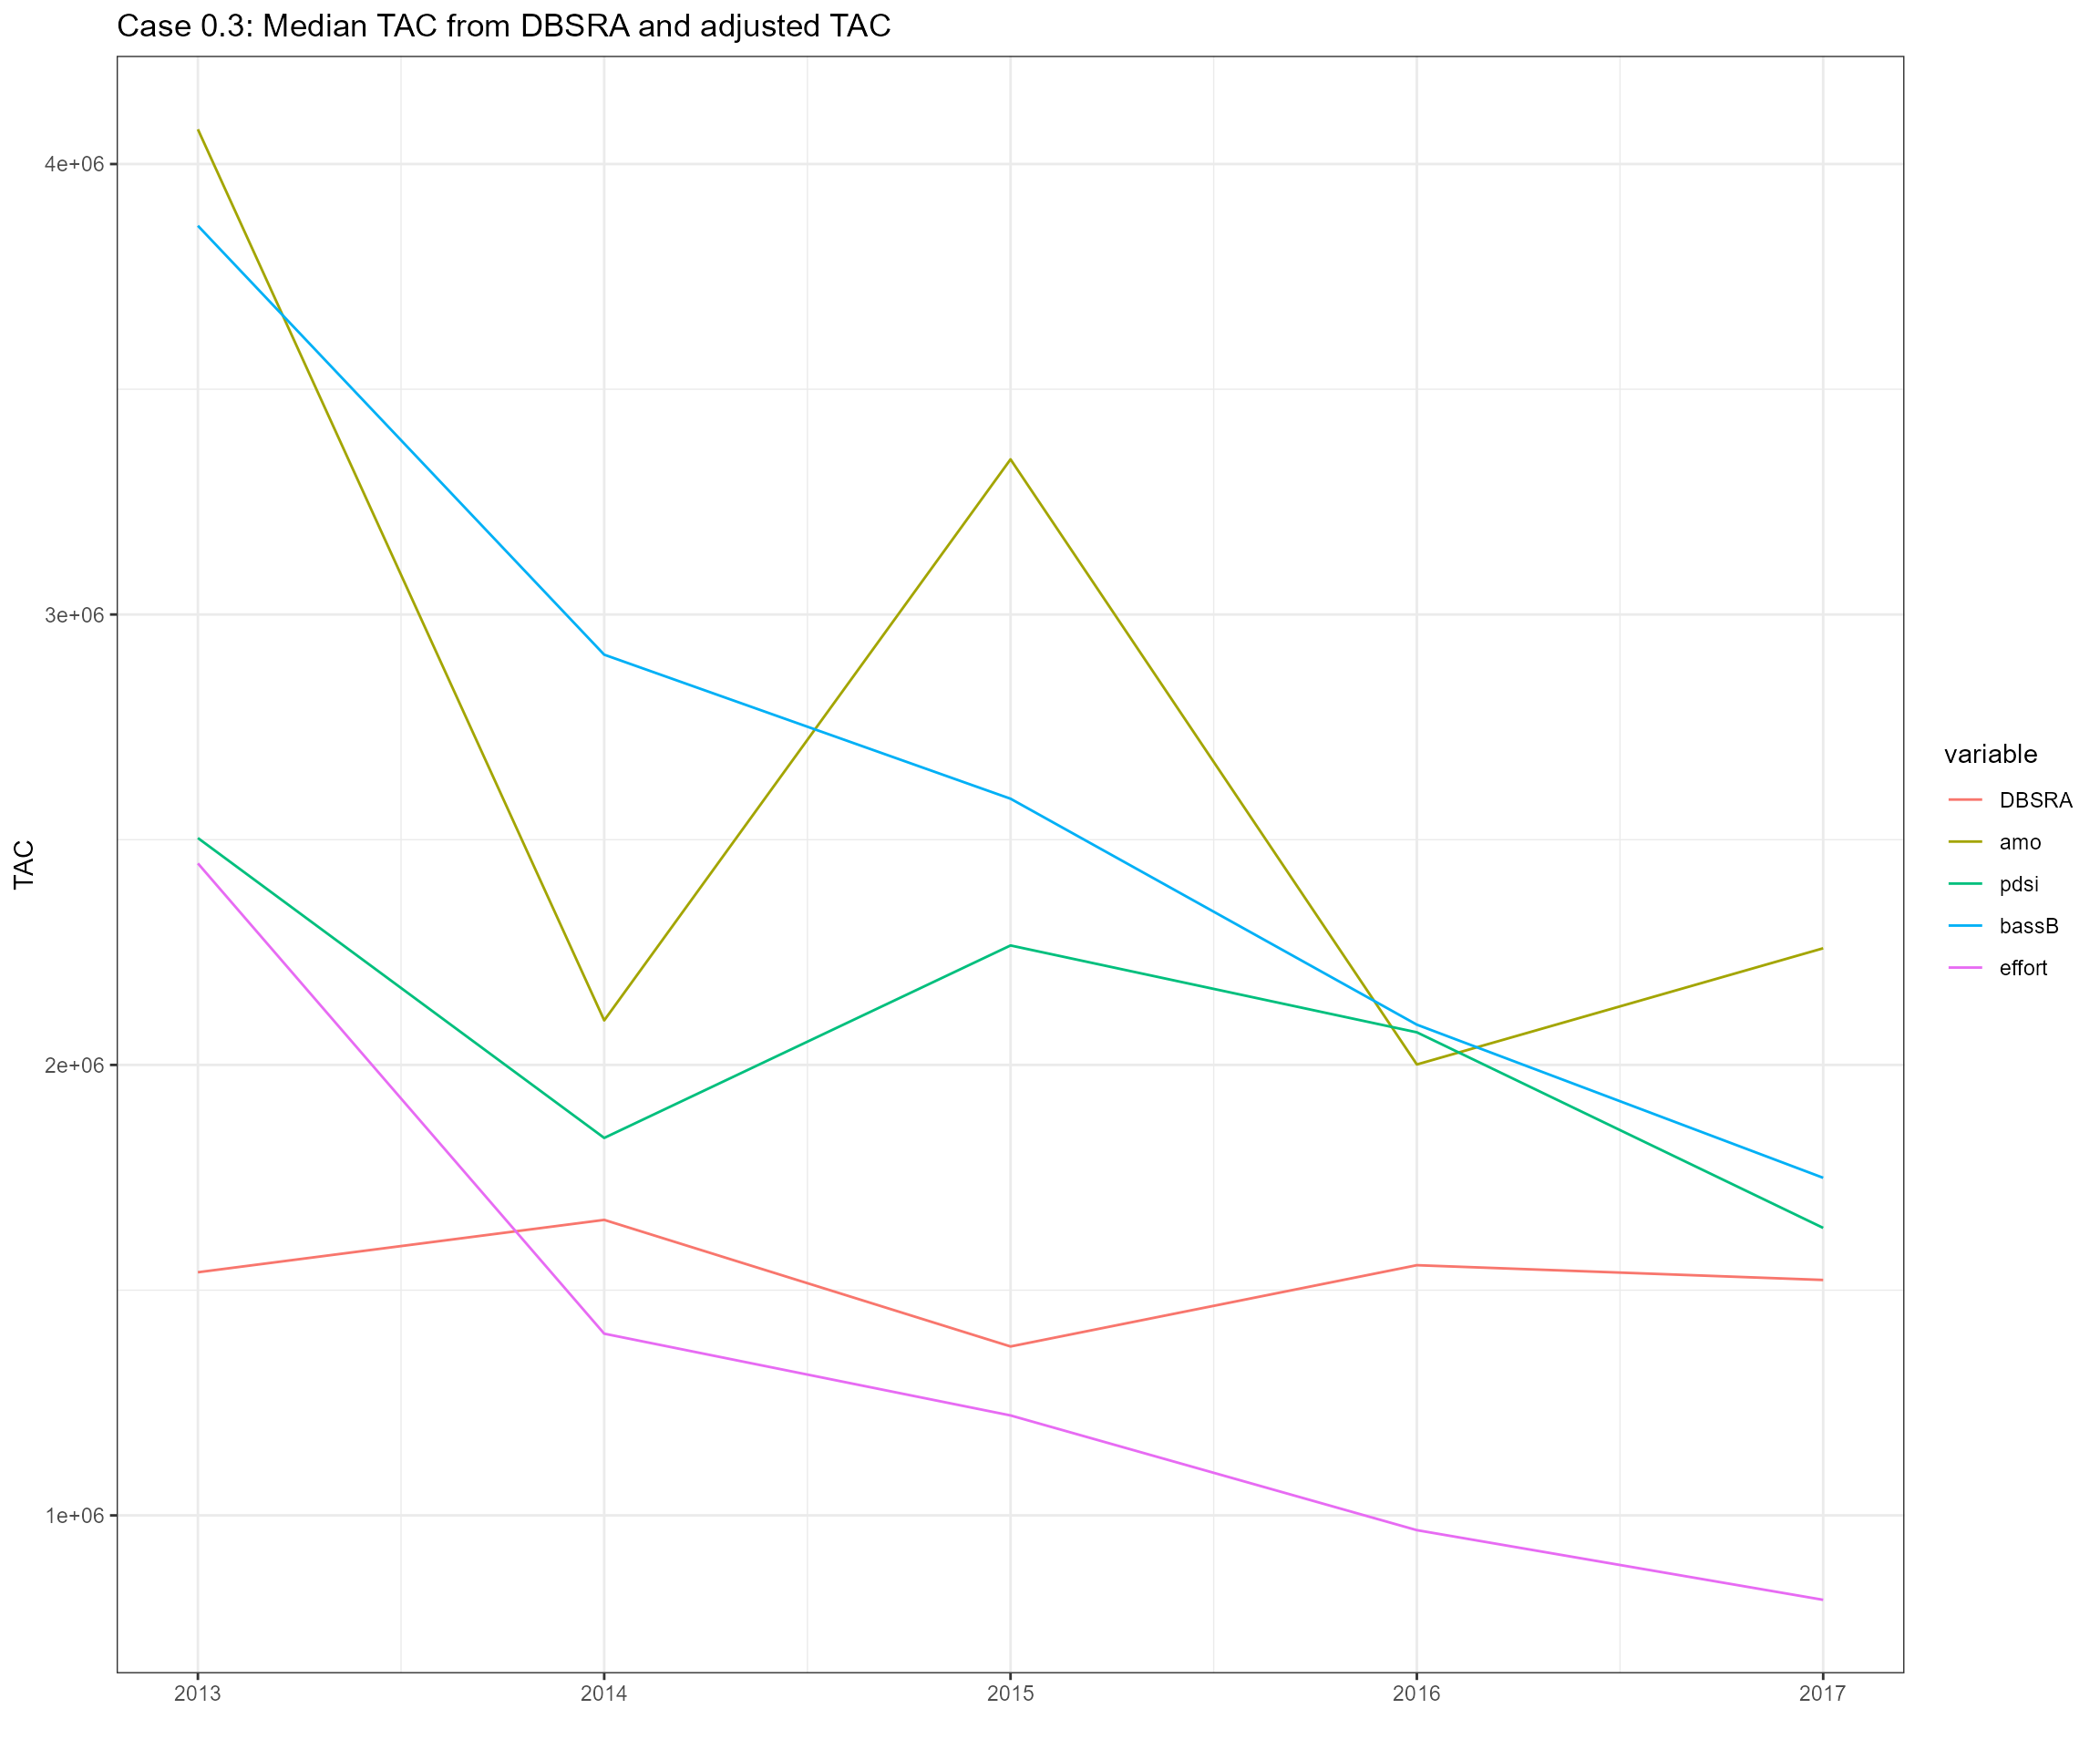 Case 0.3: Median TAC from DBSRA and adjusted TAC
4e+06
3e+06
2e+06
1e+06
TAC
2013 2014 2015 2016 2017
variable
DBSRA
amo
pdsi
bassB
effort